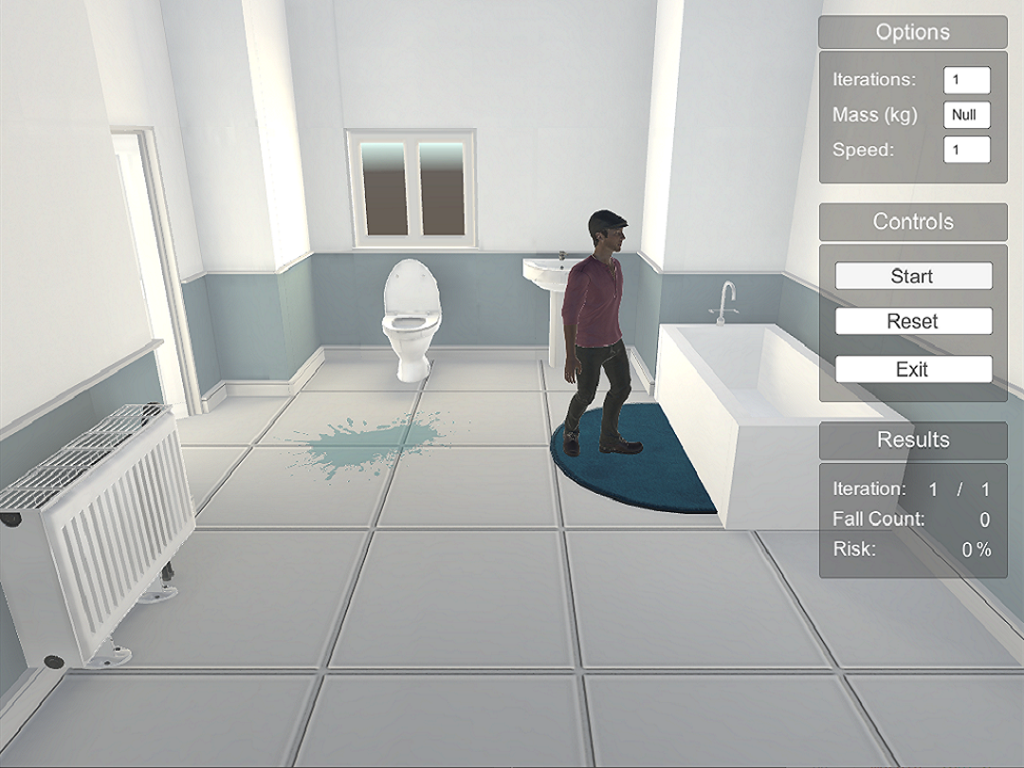 Options
Iterations: 1
Mass (kg) Null
Speed: 1
Controls
Start
Reset
Exit
Results
Iteration: 1 / 1
Fall Count: 0
Risk: 0 %